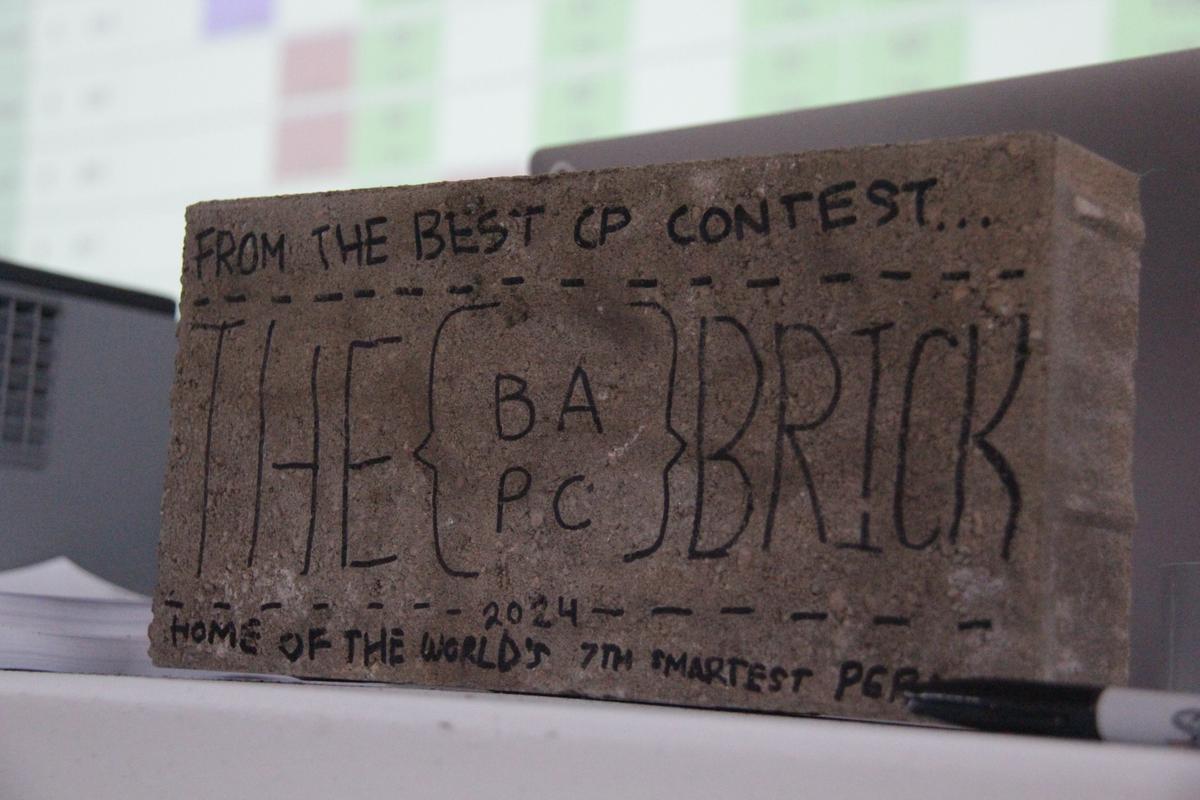 FROM THE BEST CP CONTEST...
THE { BA
PC } BRICK
2024
HOME OF THE WORLD'S 7TH SMARTEST